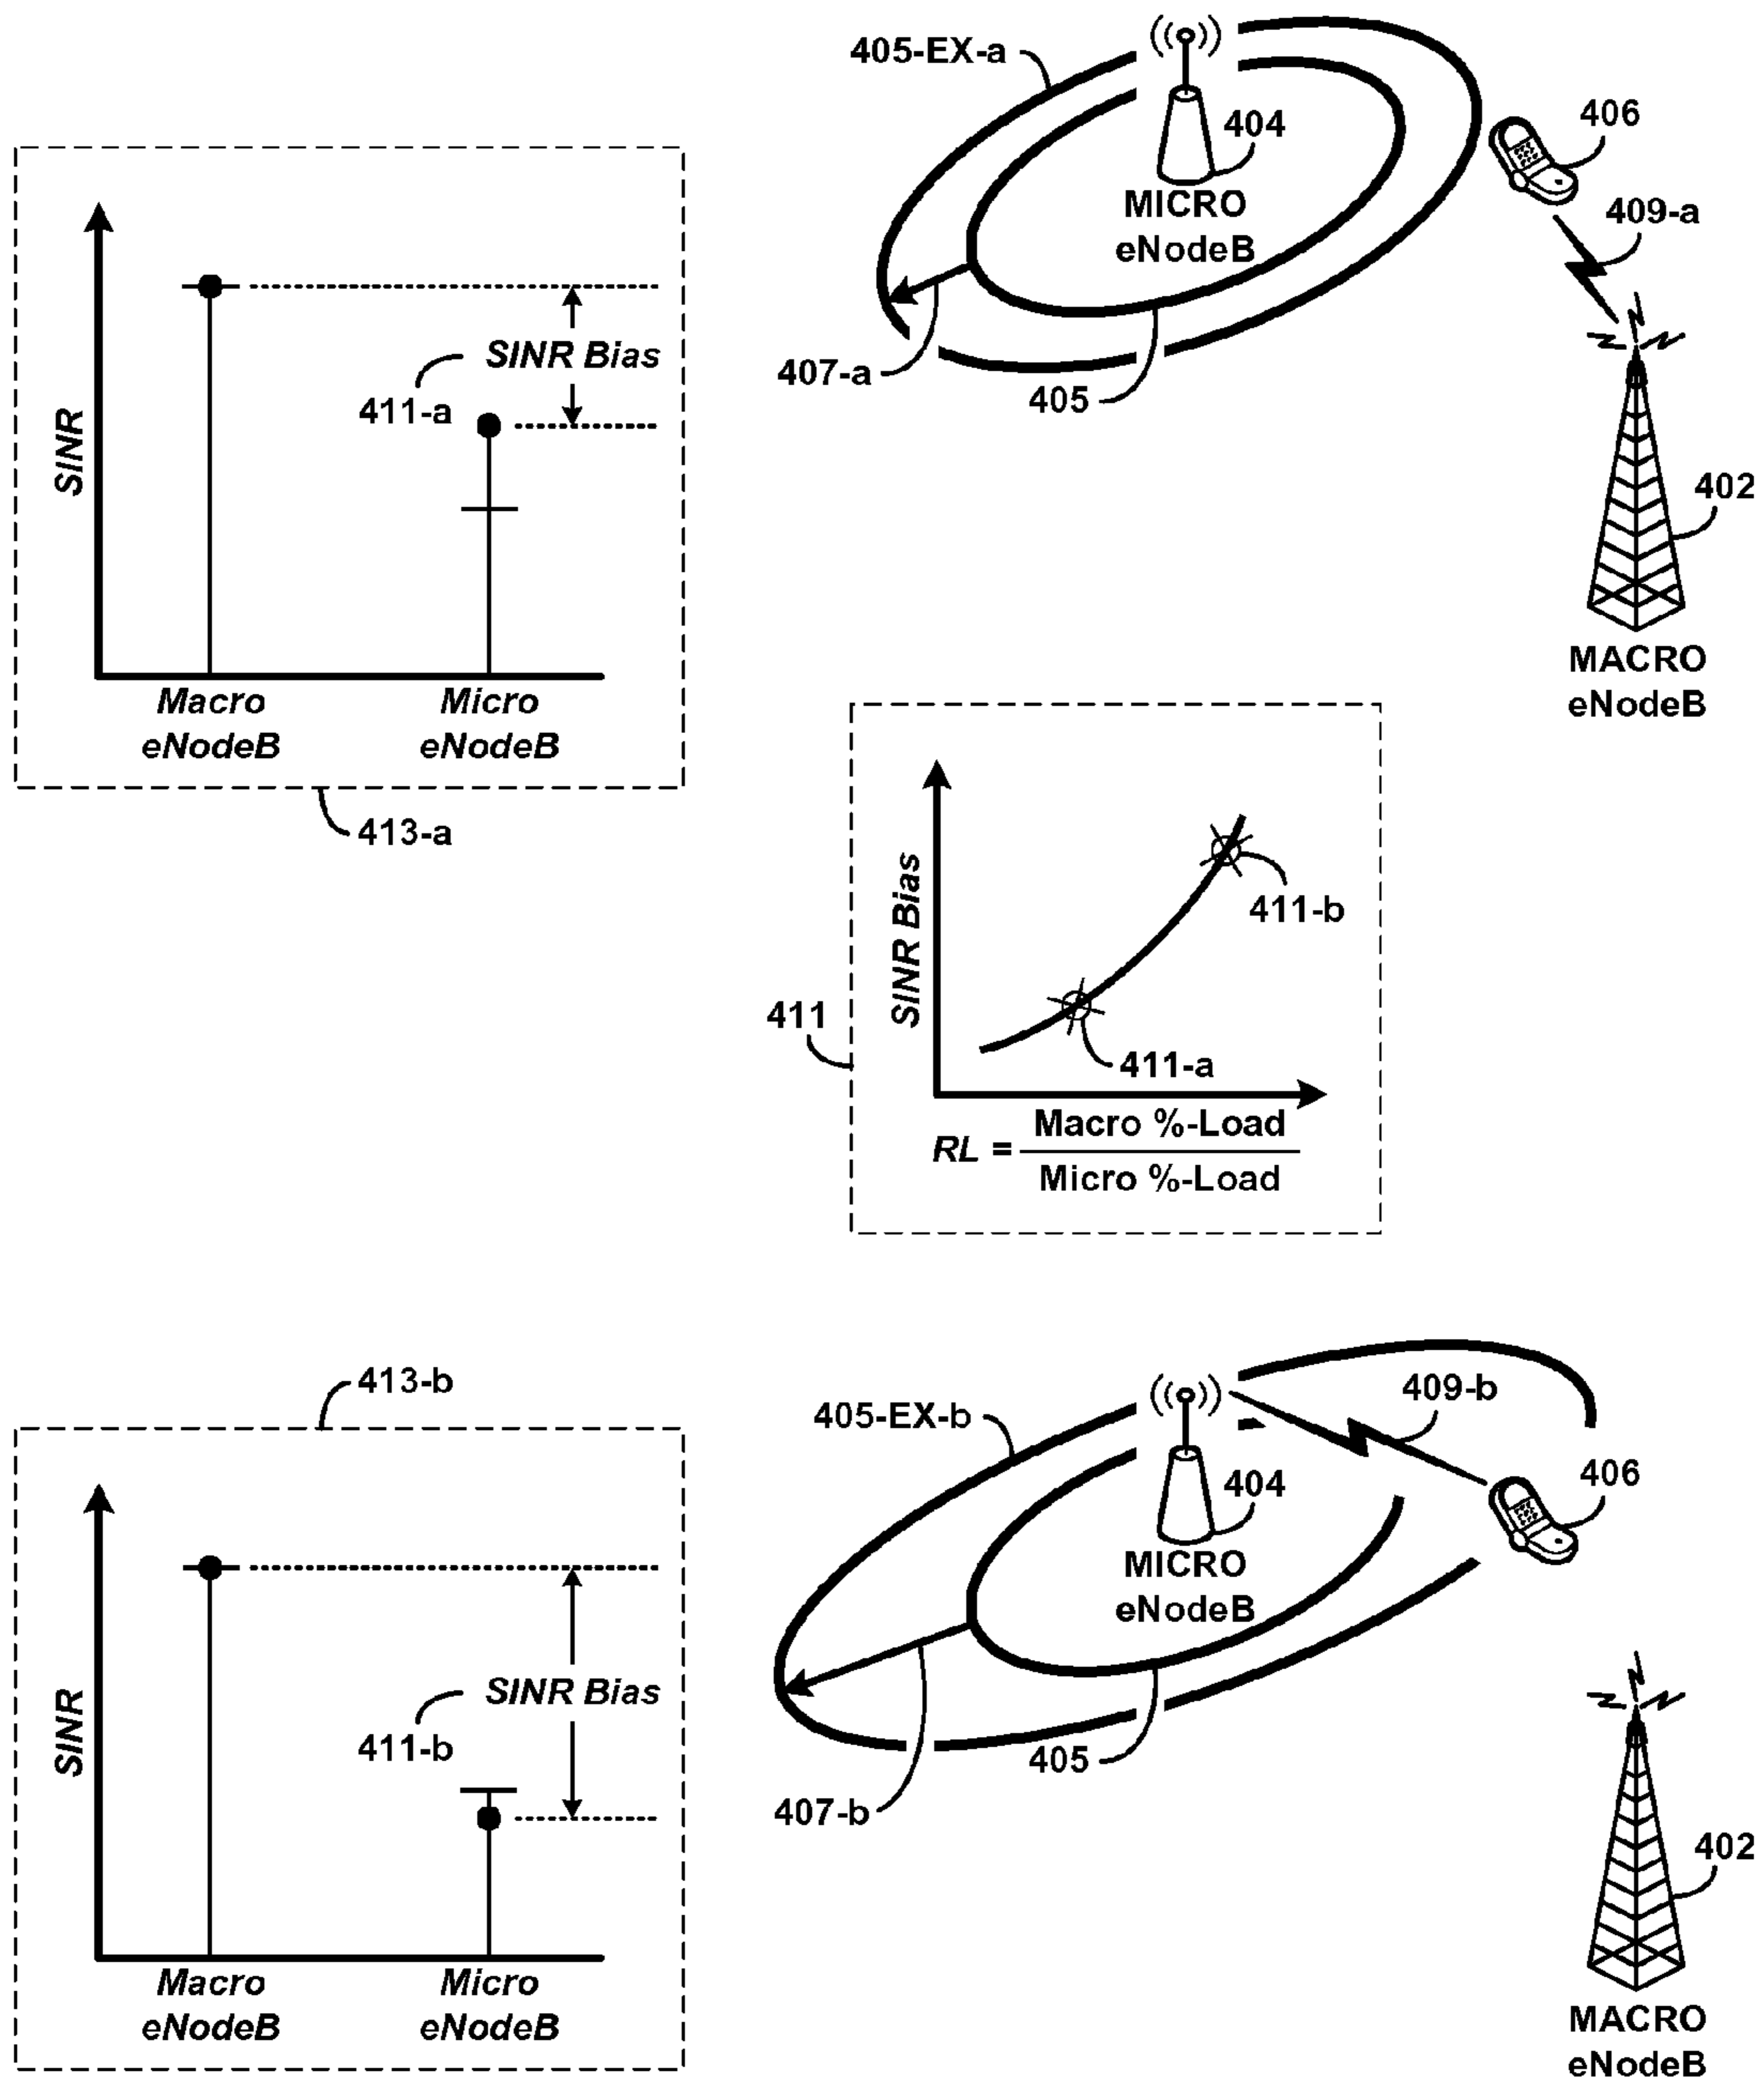 405-EX-a
404
406
MICRO
eNodeB
409-a
407-a
405
402
MACRO
eNodeB
SINR
SINR Bias
411-a
Macro
eNodeB
Micro
eNodeB
413-a
SINR Bias
411-b
411
411-a
RL =
Macro %-Load
Micro %-Load
413-b
SINR
SINR Bias
411-b
Macro
eNodeB
Micro
eNodeB
405-EX-b
409-b
404
406
MICRO
eNodeB
405
407-b
402
MACRO
eNodeB